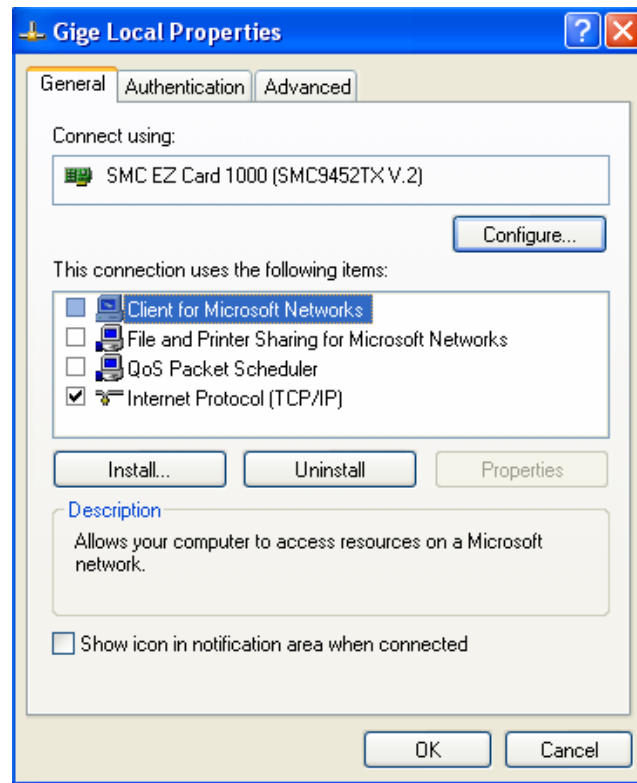 Gige Local Properties
General Authentication Advanced
Connect using:
SMC EZ Card 1000 (SMC9452TX V.2)
Configure...
This connection uses the following items:
Client for Microsoft Networks
File and Printer Sharing for Microsoft Networks
QoS Packet Scheduler
Internet Protocol (TCP/IP)
Install... Uninstall Properties
Description
Allows your computer to access resources on a Microsoft
network.
Show icon in notification area when connected
OK Cancel